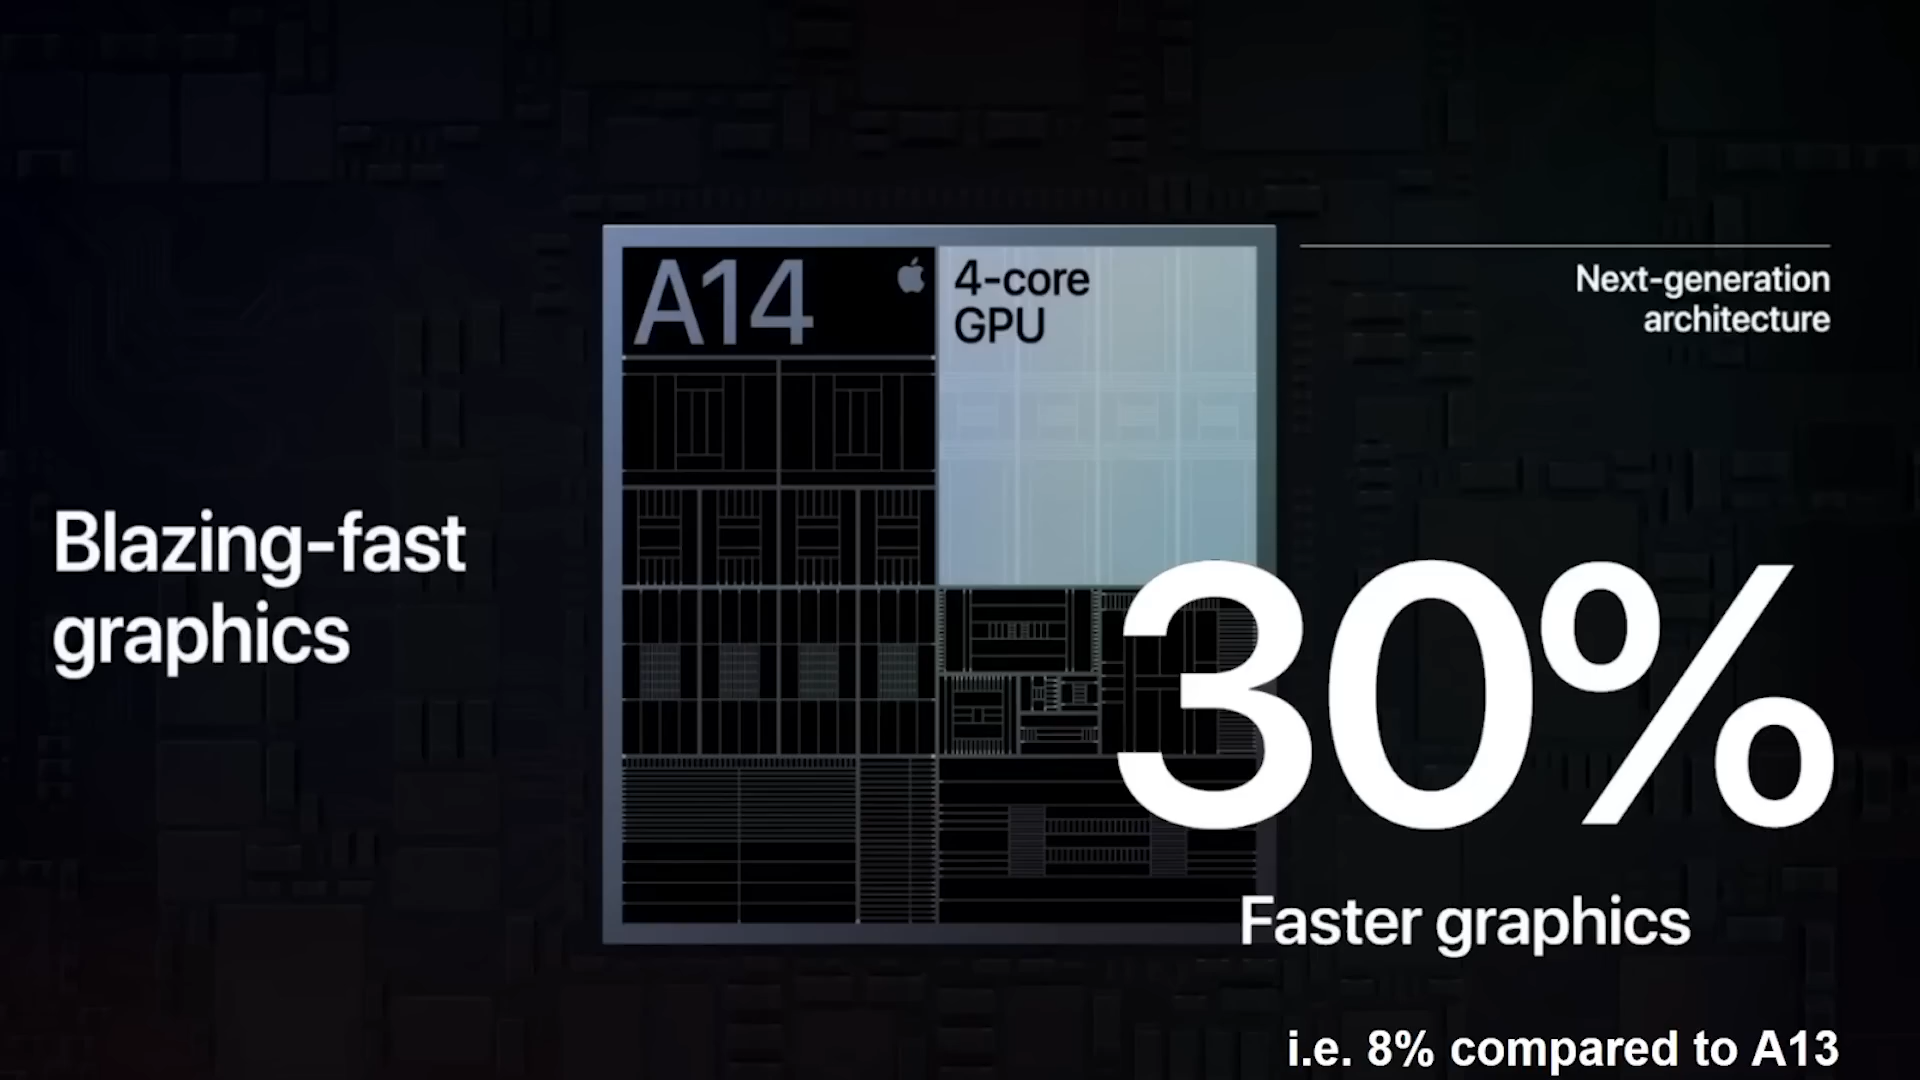 A14
4-core
GPU
Next-generation
architecture
Blazing-fast
graphics
30%
Faster graphics
i.e. 8% compared to A13